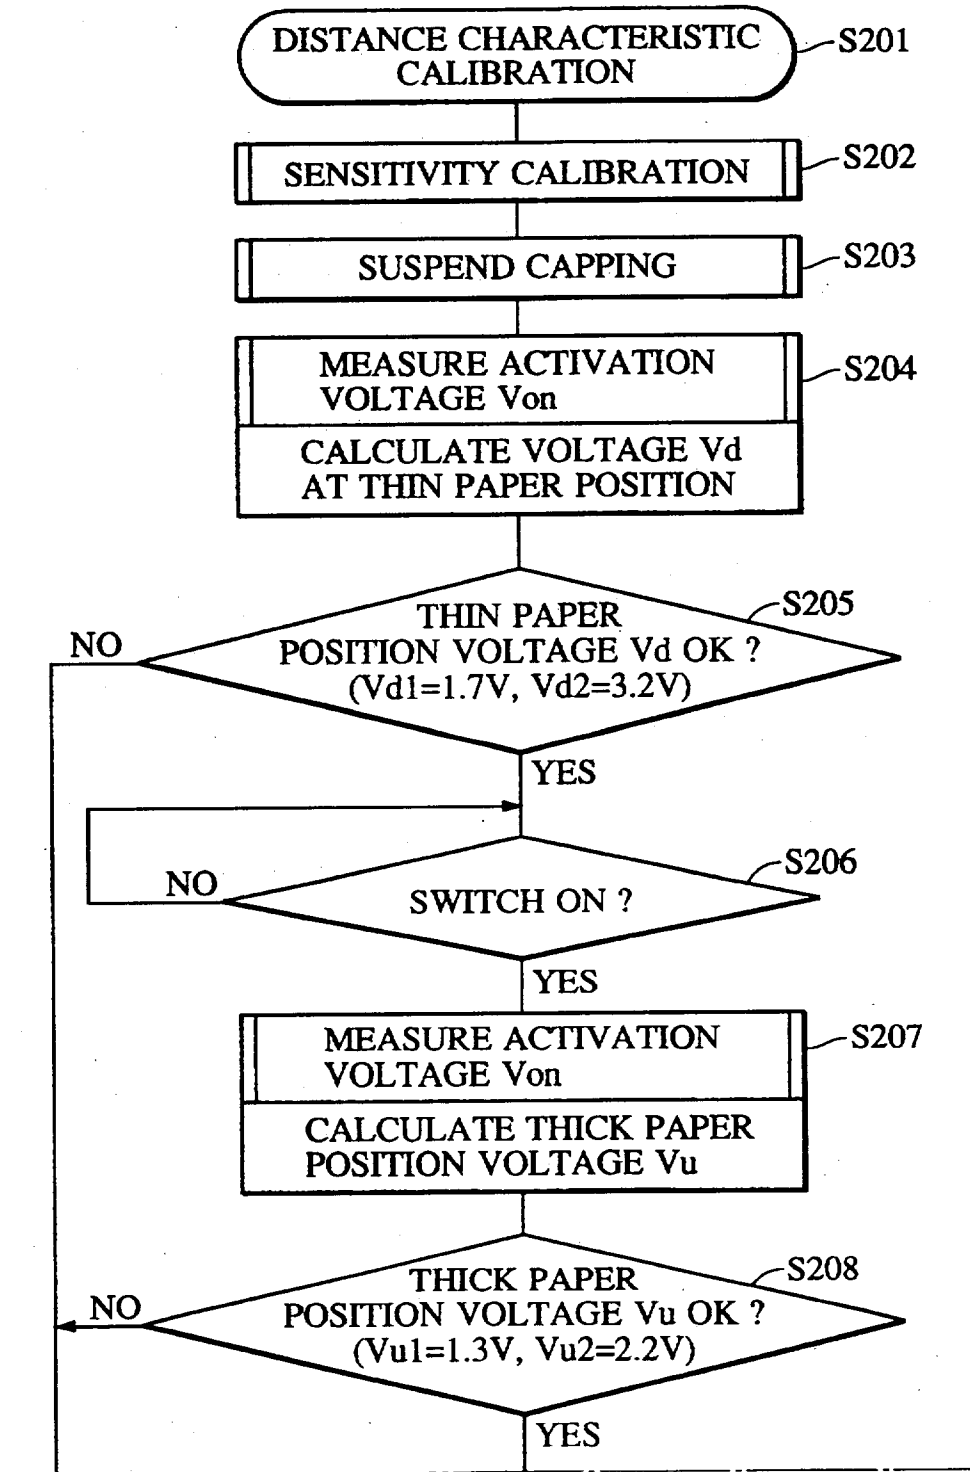 DISTANCE CHARACTERISTIC
CALIBRATION
S201
SENSITIVITY CALIBRATION
S202
SUSPEND CAPPING
S203
MEASURE ACTIVATION
VOLTAGE Von
S204
CALCULATE VOLTAGE Vd
AT THIN PAPER POSITION
S205
THIN PAPER
POSITION VOLTAGE Vd OK ?
(Vd1=1.7V, Vd2=3.2V)
NO
YES
S206
SWITCH ON ?
NO
YES
MEASURE ACTIVATION
VOLTAGE Von
S207
CALCULATE THICK PAPER
POSITION VOLTAGE Vu
S208
THICK PAPER
POSITION VOLTAGE Vu OK ?
(Vu1=1.3V, Vu2=2.2V)
NO
YES